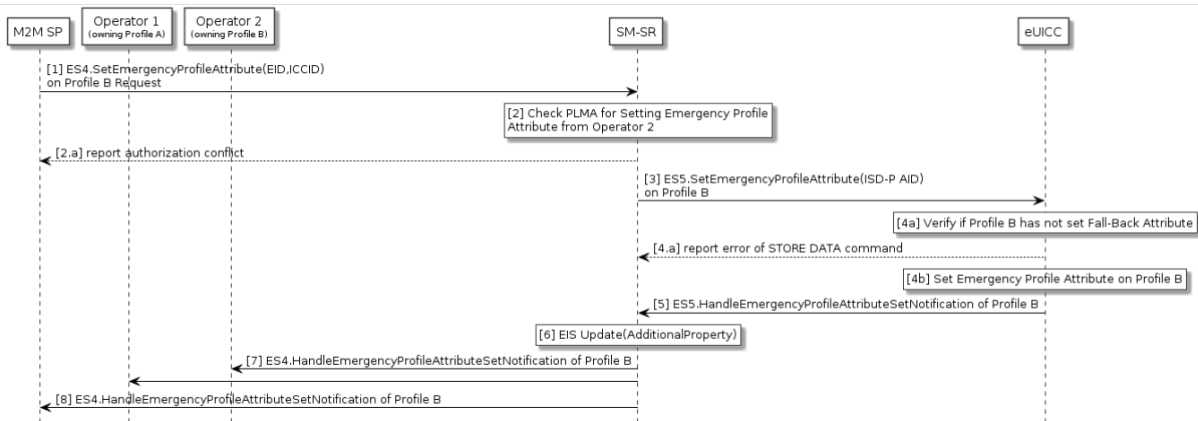 M2M SP
Operator 1
(owning Profile A)
Operator 2
(owning Profile B)
SM-SR
eUICC
[1] ES4.SetEmergencyProfileAttribute(EID,ICCID)
on Profile B Request
[2] Check PLMA for Setting Emergency Profile
Attribute from Operator 2
[2.a] report authorization conflict
[3] ES5.SetEmergencyProfileAttribute(ISD-P AID)
on Profile B
[4a] Verify if Profile B has not set Fall-Back Attribute
[4.a] report error of STORE DATA command
[4b] Set Emergency Profile Attribute on Profile B
[5] ES5.HandleEmergencyProfileAttributeSetNotification of Profile B
[6] EIS Update(AdditionalProperty)
[7] ES4.HandleEmergencyProfileAttributeSetNotification of Profile B
[8] ES4.HandleEmergencyProfileAttributeSetNotification of Profile B